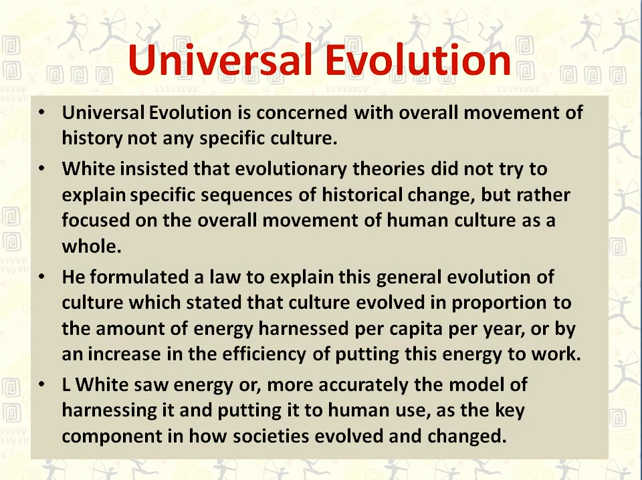 Universal Evolution
• Universal Evolution is concerned with overall movement of
history not any specific culture.
• White insisted that evolutionary theories did not try to
explain specific sequences of historical change, but rather
focused on the overall movement of human culture as a
whole.
• He formulated a law to explain this general evolution of
culture which stated that culture evolved in proportion to
the amount of energy harnessed per capita per year, or by
an increase in the efficiency of putting this energy to work.
• L White saw energy or, more accurately the model of
harnessing it and putting it to human use, as the key
component in how societies evolved and changed.